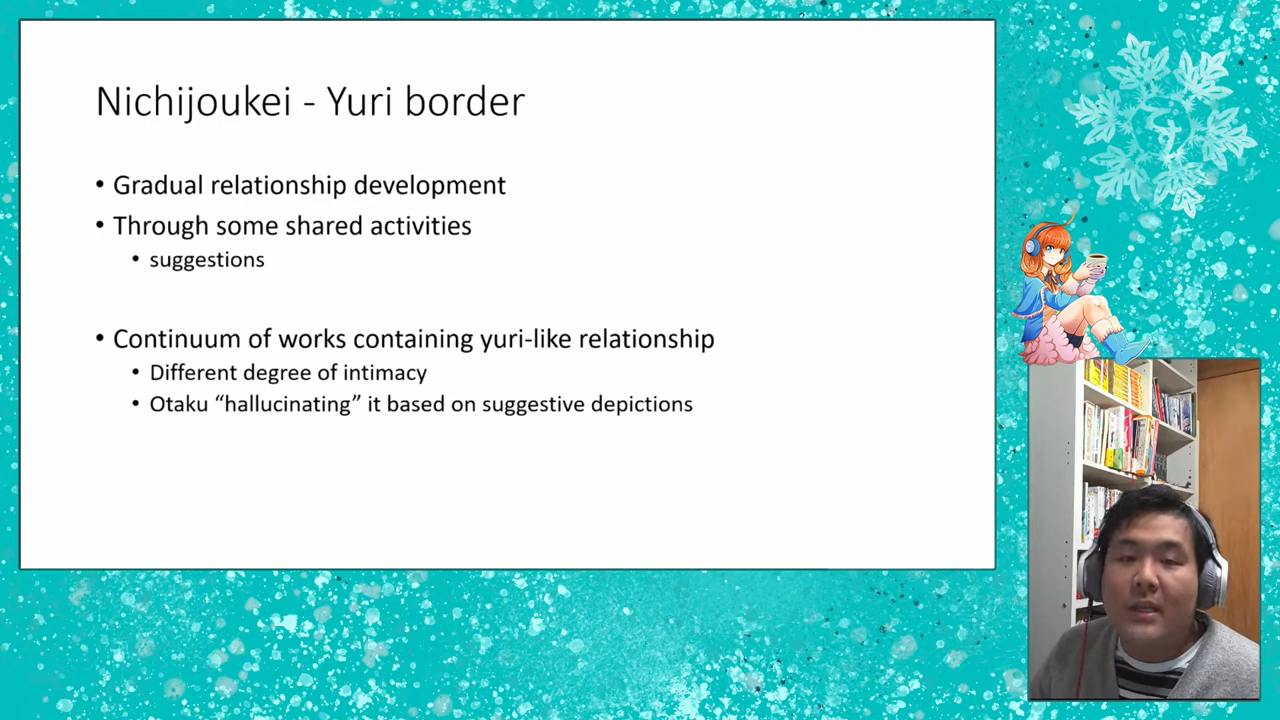 Nichijoukei - Yuri border
• Gradual relationship development
• Through some shared activities
• suggestions
• Continuum of works containing yuri-like relationship
• Different degree of intimacy
• Otaku “hallucinating” it based on suggestive depictions